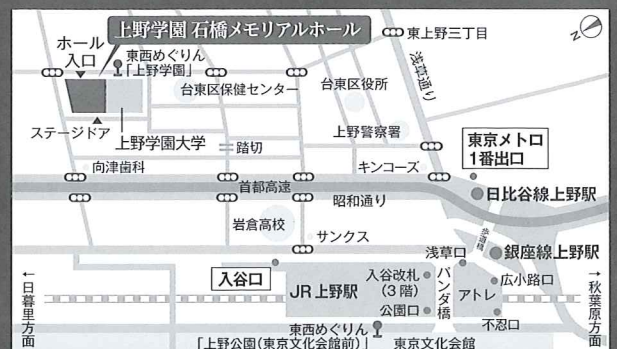 上野学園 石橋メモリアルホール
ホール
入口
東西めぐりん
「上野学園」
東上野三丁目
浅草通り
台東区保健センター
台東区役所
ステージドア
上野学園大学
上野警察署
踏切
東京メトロ
1番出口
向津歯科
キンコーズ
首都高速
昭和通り
日比谷線上野駅
岩倉高校
サンクス
歩道橋
浅草口
銀座線上野駅
入谷口
入谷改札
(3階)
JR上野駅
公園口
パンダ橋
アトレ
広小路口
不忍口
←日暮里方面
→秋葉原方面
東西めぐりん
「上野公園(東京文化会館前)」
東京文化会館